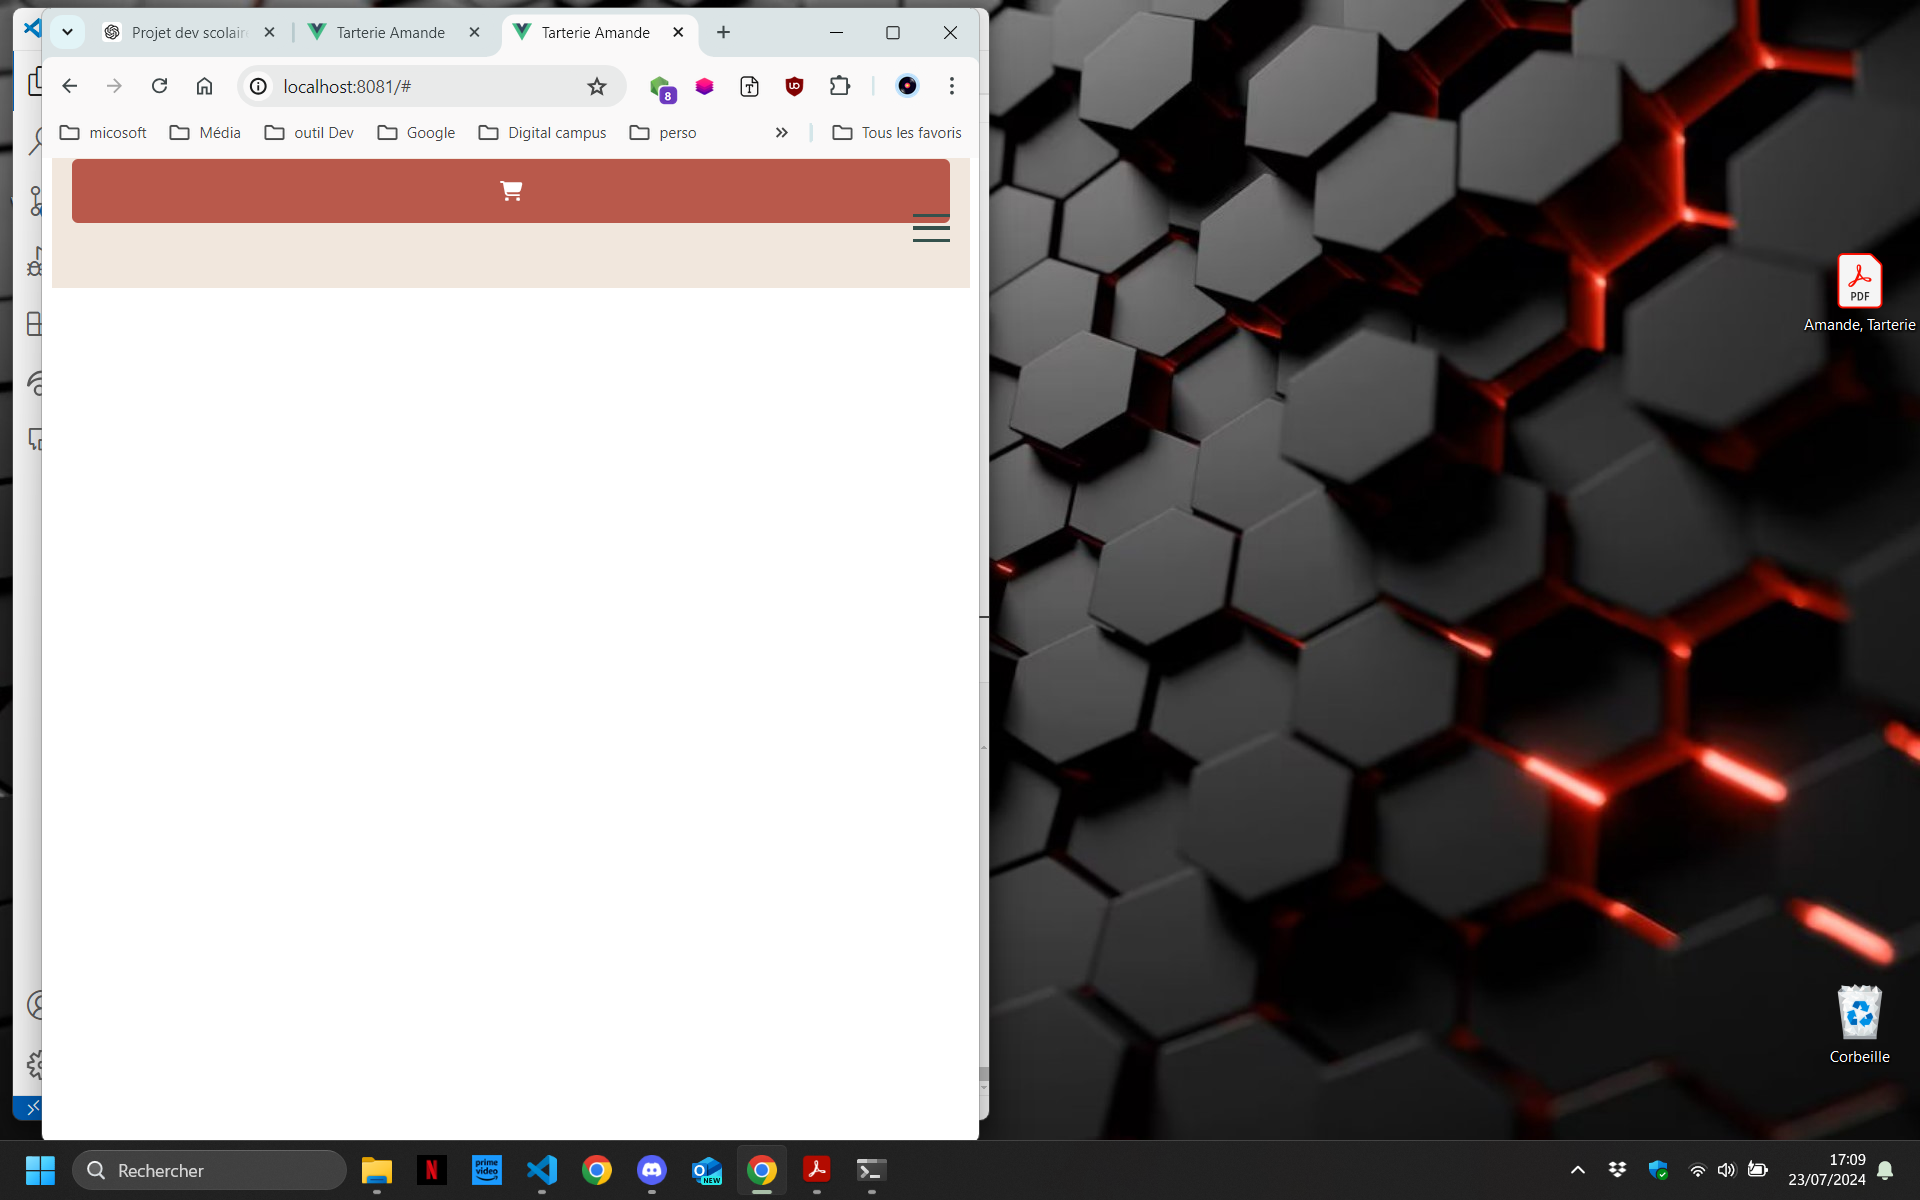 Projet dev scolair
Tarterie Amande
Tarterie Amande
localhost:8081/#
8
micosoft
Média
outil Dev
Google
Digital campus
perso
Tous les favoris
PDF
Amande, Tarterie
Corbeille
Rechercher
N
prime video
NEW
17:09
23/07/2024